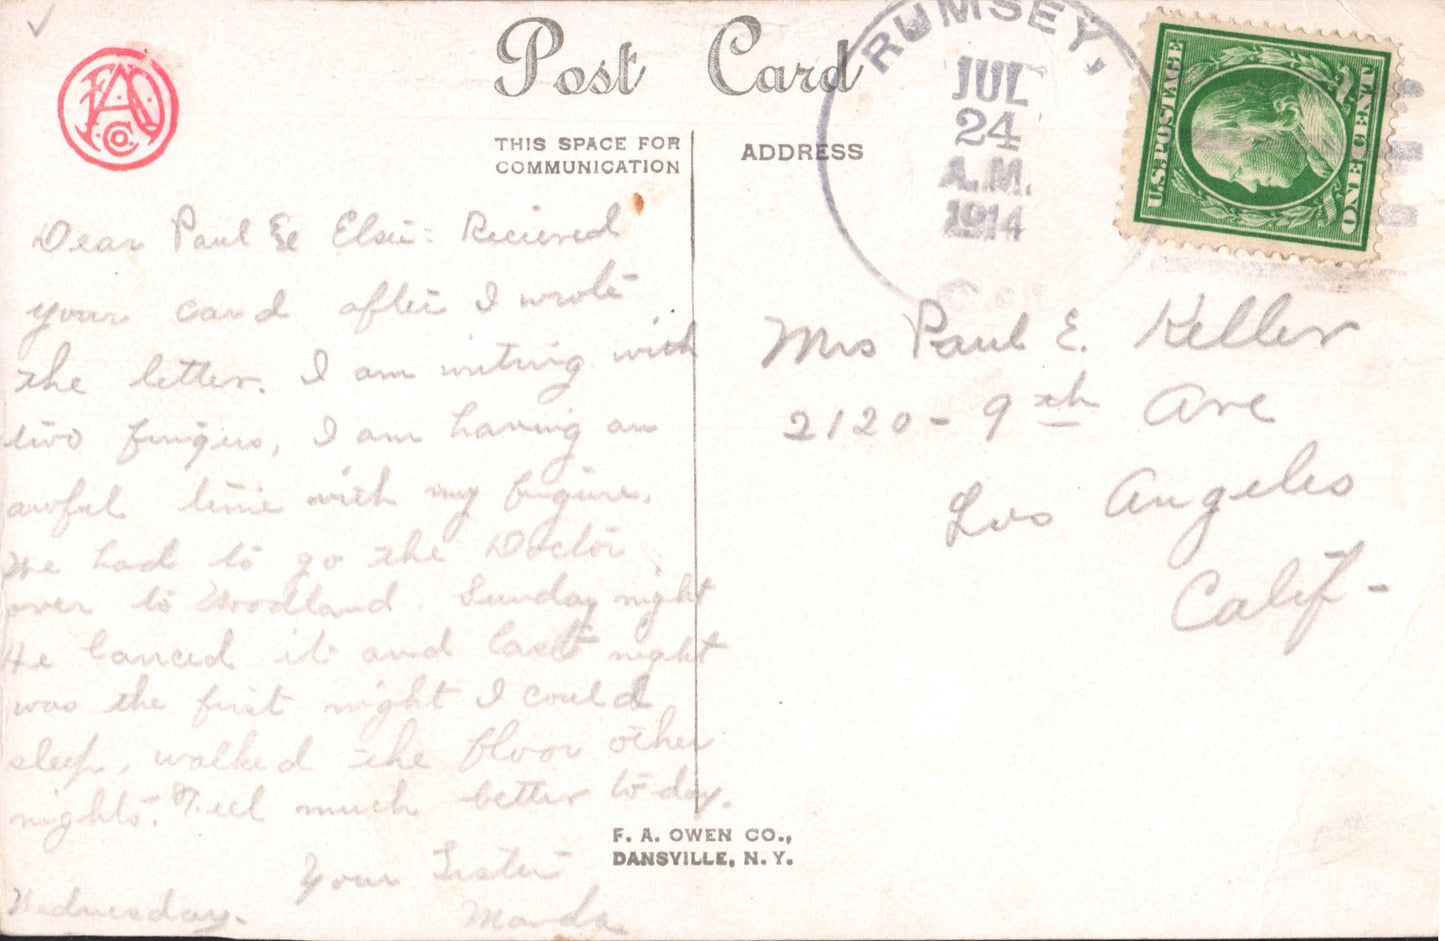 Post Card
THIS SPACE FOR
COMMUNICATION
ADDRESS
RUMSEY,
JUL
24
A.M.
1914
U.S. POSTAGE
ONE CENT
FAO
Co.
Dear Paul & Elsie: Recieved
your card after I wrote
the letter. I am writing with
two fingers, I am having an
awful time with my fingers.
We had to go the Doctor
over to Woodland Sunday night
He lanced it and last night
was the first night I could
sleep, walked the floor other
nights. Feel much better to-day.
Your Sister
Wednesday.
Mrs Paul E. Keller
2120 - 9th Ave
Los Angeles
Calif -
F. A. OWEN CO.,
DANSVILLE, N. Y.